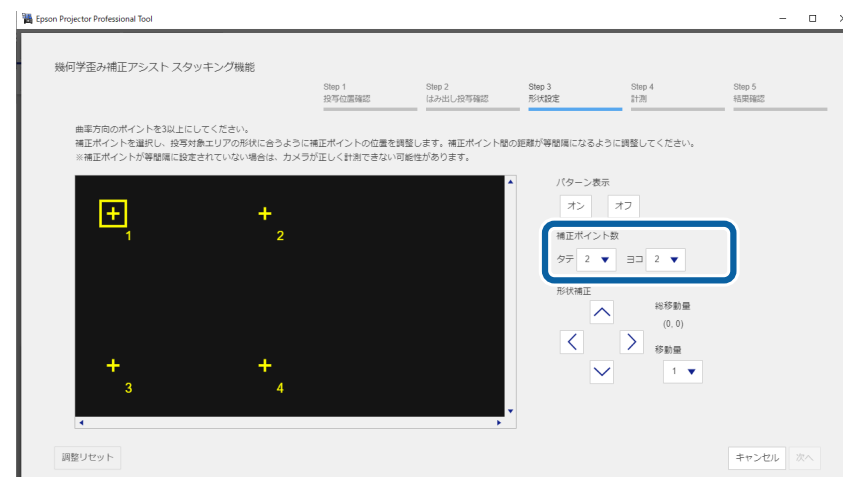 Epson Projector Professional Tool
幾何学歪み補正アシスト スタッキング機能
Step 1
投写位置確認
Step 2
はみ出し投写確認
Step 3
形状設定
Step 4
計測
Step 5
結果確認
曲率方向のポイントを3以上にしてください。
補正ポイントを選択し、投写対象エリアの形状に合うように補正ポイントの位置を調整します。補正ポイント間の距離が等間隔になるように調整してください。
※補正ポイントが等間隔に設定されていない場合は、カメラが正しく計測できない可能性があります。
1
2
3
4
パターン表示
オン オフ
補正ポイント数
タテ 2 ▼ ヨコ 2 ▼
形状補正
総移動量
(0, 0)
移動量
1 ▼
調整リセット
キャンセル 次へ